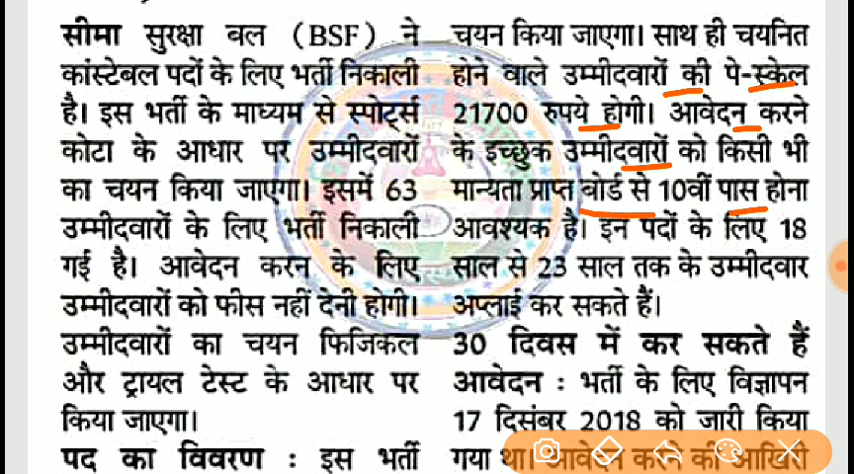 सीमा सुरक्षा बल (BSF) ने
कांस्टेबल पदों के लिए भर्ती निकाली
है। इस भर्ती के माध्यम से स्पोर्ट्स
कोटा के आधार पर उम्मीदवारों
का चयन किया जाएगा। इसमें 63
उम्मीदवारों के लिए भर्ती निकाली
गई है। आवेदन करन के लिए
उम्मीदवारों को फीस नहीं देनी होगी।
उम्मीदवारों का चयन फिजिकल
और ट्रायल टेस्ट के आधार पर
किया जाएगा।
पद का विवरण : इस भर्ती
चयन किया जाएगा। साथ ही चयनित
होने वाले उम्मीदवारों की पे-स्केल
21700 रुपये होगी। आवेदन करने
के इच्छुक उम्मीदवारों को किसी भी
मान्यता प्राप्त बोर्ड से 10वीं पास होना
आवश्यक है। इन पदों के लिए 18
साल से 23 साल तक के उम्मीदवार
अप्लाई कर सकते हैं।
30 दिवस में कर सकते हैं
आवेदन : भर्ती के लिए विज्ञापन
17 दिसंबर 2018 को जारी किया
गया था। आवेदन करने की